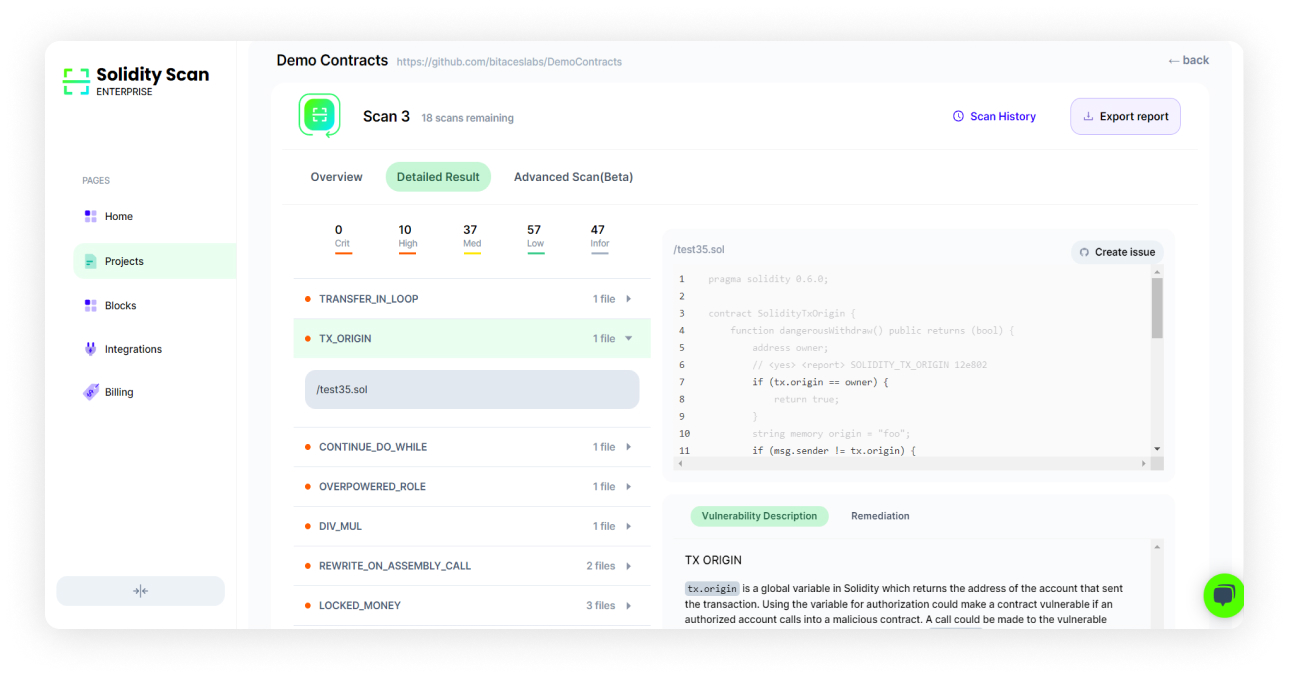 Solidity Scan
ENTERPRISE
PAGES
Home
Projects
Blocks
Integrations
Billing
Demo Contracts https://github.com/bitaceslabs/DemoContracts
← back
Scan 3 18 scans remaining
Scan History
Export report
Overview
Detailed Result
Advanced Scan(Beta)
0 10 37 57 47
Crit High Med Low Infor
TRANSFER_IN_LOOP 1 file
TX_ORIGIN 1 file
/test35.sol
CONTINUE_DO_WHILE 1 file
OVERPOWERED_ROLE 1 file
DIV_MUL 1 file
REWRITE_ON_ASSEMBLY_CALL 2 files
LOCKED_MONEY 3 files
/test35.sol
Create issue
1 pragma solidity 0.6.0;
2
3 contract SolidityTxOrigin {
4 function dangerousWithdraw() public returns (bool) {
5 address owner;
6 // <yes> <report> SOLIDITY_TX_ORIGIN 12e802
7 if (tx.origin == owner) {
8 return true;
9 }
10 string memory origin = "foo";
11 if (msg.sender != tx.origin) {
Vulnerability Description
Remediation
TX ORIGIN
tx.origin is a global variable in Solidity which returns the address of the account that sent
the transaction. Using the variable for authorization could make a contract vulnerable if an
authorized account calls into a malicious contract. A call could be made to the vulnerable